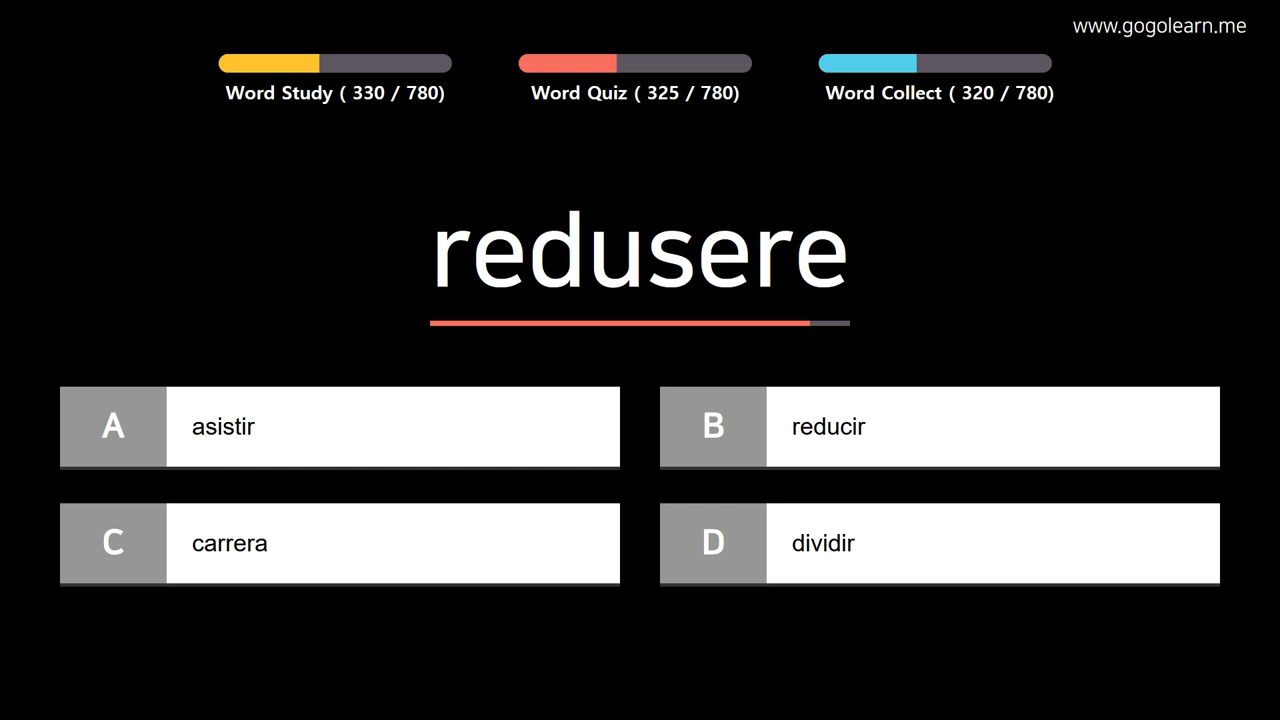 www.gogolearn.me
Word Study ( 330 / 780)
Word Quiz ( 325 / 780)
Word Collect ( 320 / 780)
redusere
A asistir
B reducir
C carrera
D dividir